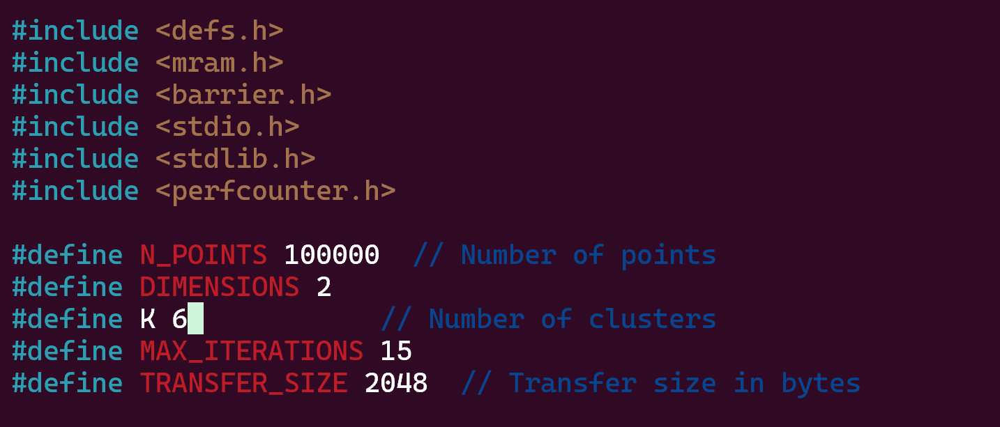 #include <defs.h>
#include <mram.h>
#include <barrier.h>
#include <stdio.h>
#include <stdlib.h>
#include <perfcounter.h>
#define N_POINTS 100000  // Number of points
#define DIMENSIONS 2
#define K 6            // Number of clusters
#define MAX_ITERATIONS 15
#define TRANSFER_SIZE 2048  // Transfer size in bytes